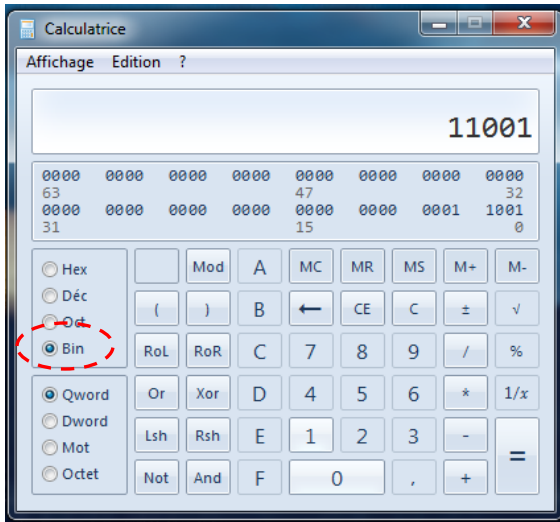 Calculatrice
Affichage Edition ?
11001
0000 0000 0000 0000 0000 0000 0000 0000
63 47 32
0000 0000 0000 0000 0000 0000 0001 1001
31 15 0
Hex Mod A MC MR MS M+ M-
Déc
Oct ( ) B ← CE C ± √
Bin RoL RoR C 7 8 9 / %
Qword Or Xor D 4 5 6 * 1/x
Dword
Mot Lsh Rsh E 1 2 3 - =
Octet Not And F 0 , +